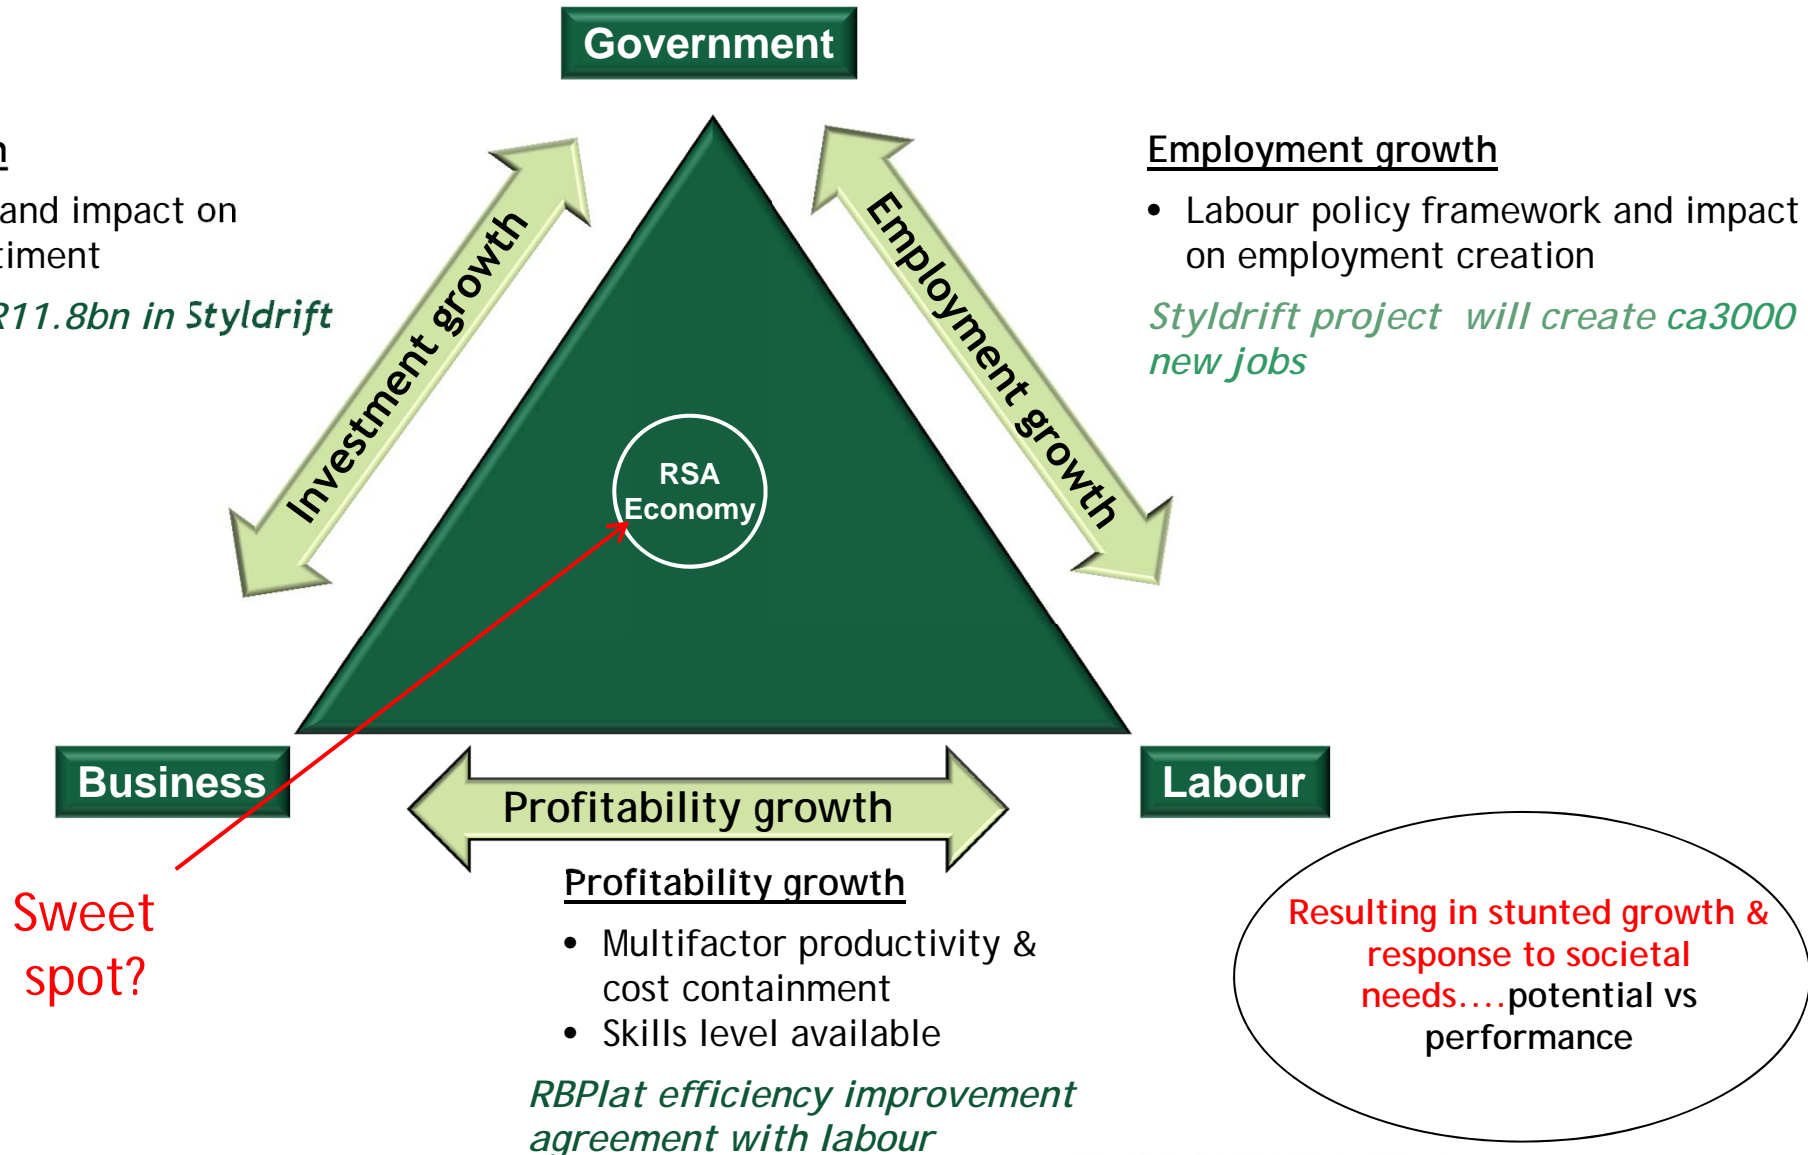 Government
and impact on
R11.8bn in Styldrift
Investment growth
Employment growth
Employment growth
• Labour policy framework and impact
on employment creation
Styldrift project will create ca3000
new jobs
RSA
Economy
Business
Labour
Sweet
spot?
Profitability growth
Profitability growth
• Multifactor productivity &
cost containment
• Skills level available
RBPlat efficiency improvement
agreement with labour
Resulting in stunted growth &
response to societal
needs....potential vs
performance